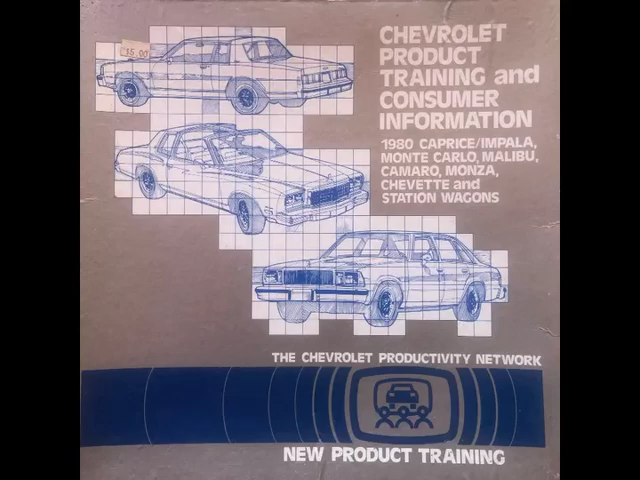 $5.00
CHEVROLET
PRODUCT
TRAINING and
CONSUMER
INFORMATION
1980 CAPRICE/IMPALA,
MONTE CARLO, MALIBU,
CAMARO, MONZA,
CHEVETTE and
STATION WAGONS
THE CHEVROLET PRODUCTIVITY NETWORK
NEW PRODUCT TRAINING